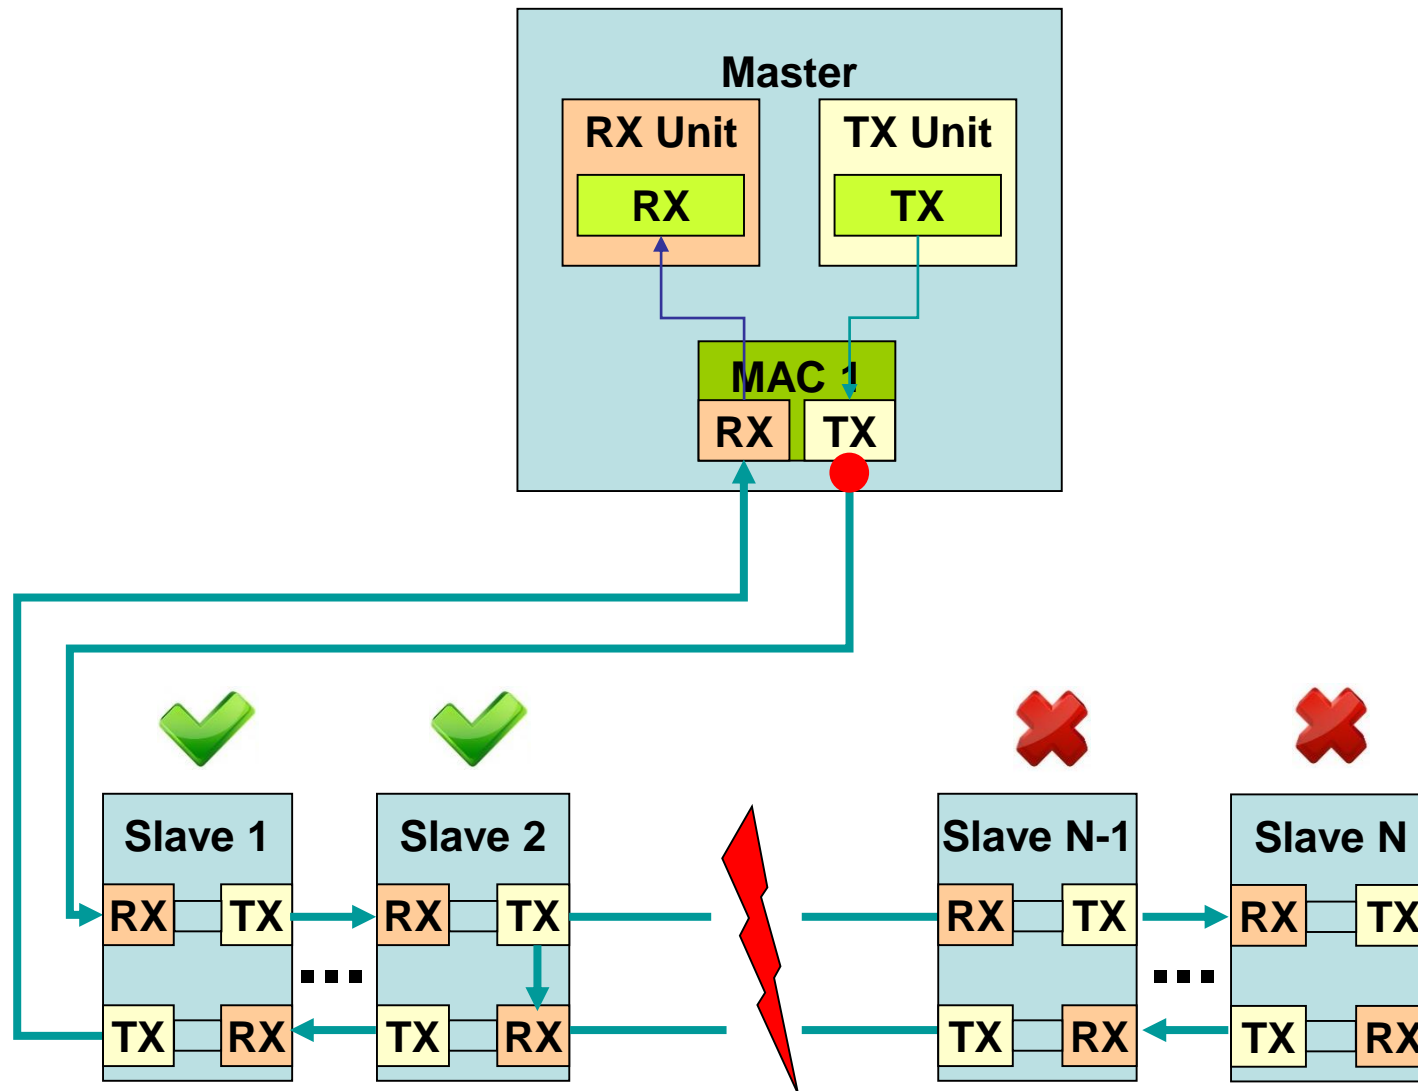 Master
RX Unit TX Unit
RX TX
MAC 1
RX TX
Slave 1 Slave 2 Slave N-1 Slave N
RX TX RX TX RX TX RX TX
... ...
TX RX TX RX TX RX TX RX